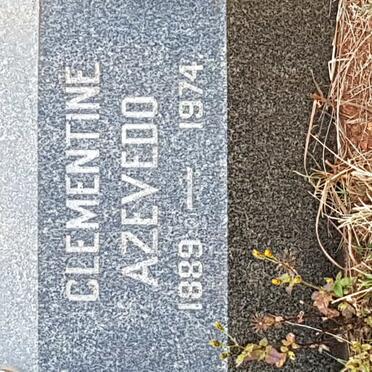 CLEMENTINE
AZEVEDO
1889 — 1974